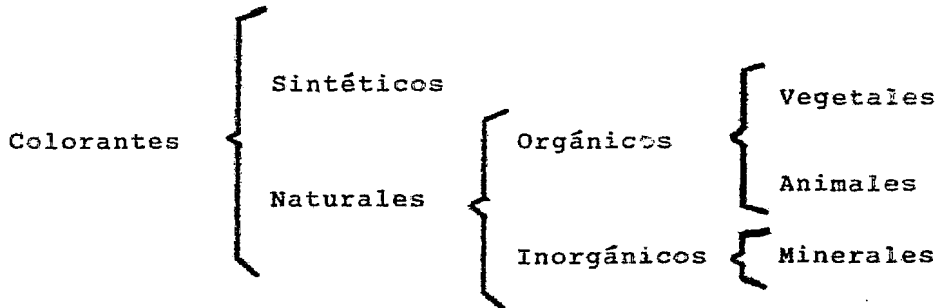 Colorantes
Sintéticos
Naturales
Orgánicos
Inorgánicos
Vegetales
Animales
Minerales